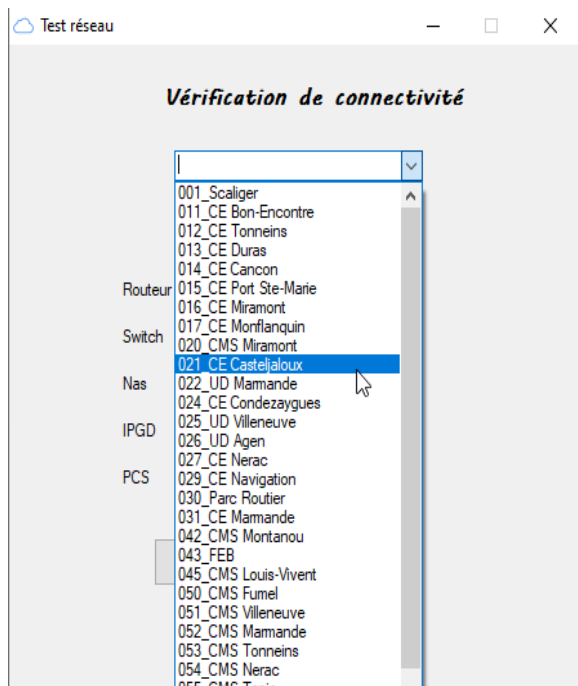 Test réseau
Vérification de connectivité
001_Scaliger
011_CE Bon-Encontre
012_CE Tonneins
013_CE Duras
014_CE Cancon
Routeur 015_CE Port Ste-Marie
016_CE Miramont
017_CE Monflanquin
Switch 020_CMS Miramont
021_CE Casteljaloux
Nas 022_UD Marmande
024_CE Condezaygues
IPGD 025_UD Villeneuve
026_UD Agen
027_CE Nerac
PCS 029_CE Navigation
030_Parc Routier
031_CE Marmande
042_CMS Montanou
043_FEB
045_CMS Louis-Vivent
050_CMS Fumel
051_CMS Villeneuve
052_CMS Marmande
053_CMS Tonneins
054_CMS Nerac